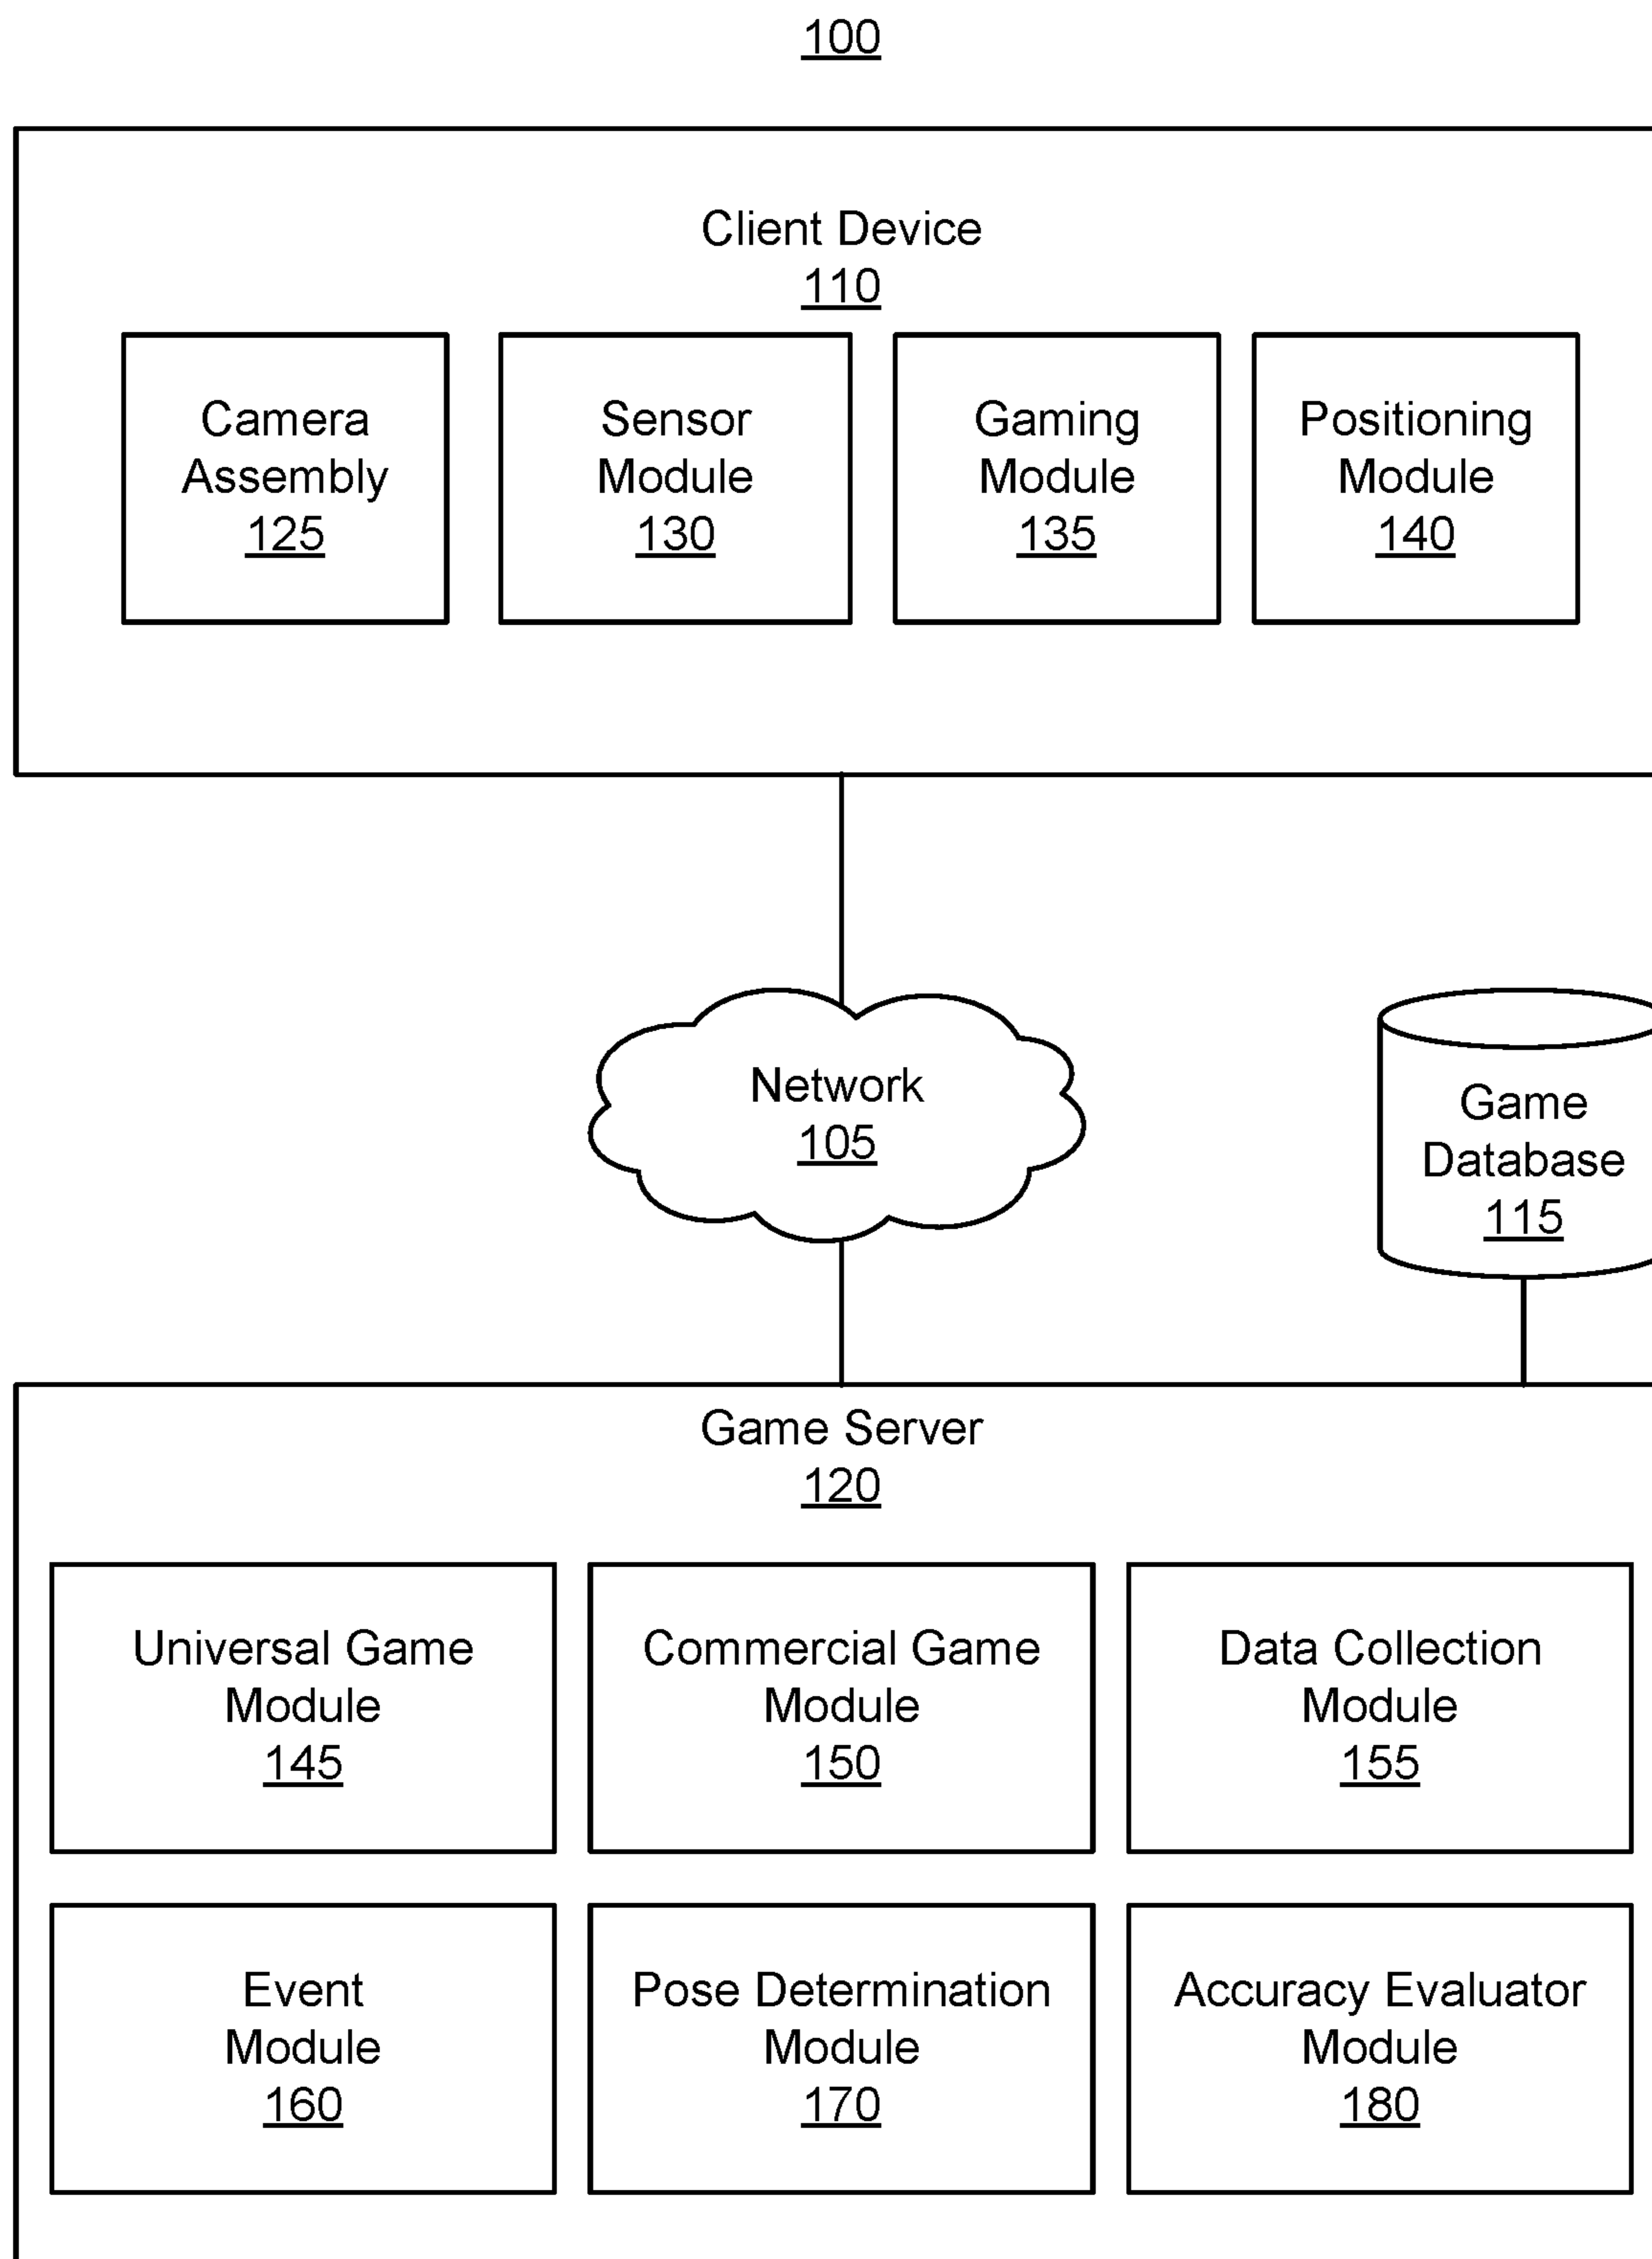 100
Client Device
110
Camera
Assembly
125
Sensor
Module
130
Gaming
Module
135
Positioning
Module
140
Network
105
Game
Database
115
Game Server
120
Universal Game
Module
145
Commercial Game
Module
150
Data Collection
Module
155
Event
Module
160
Pose Determination
Module
170
Accuracy Evaluator
Module
180